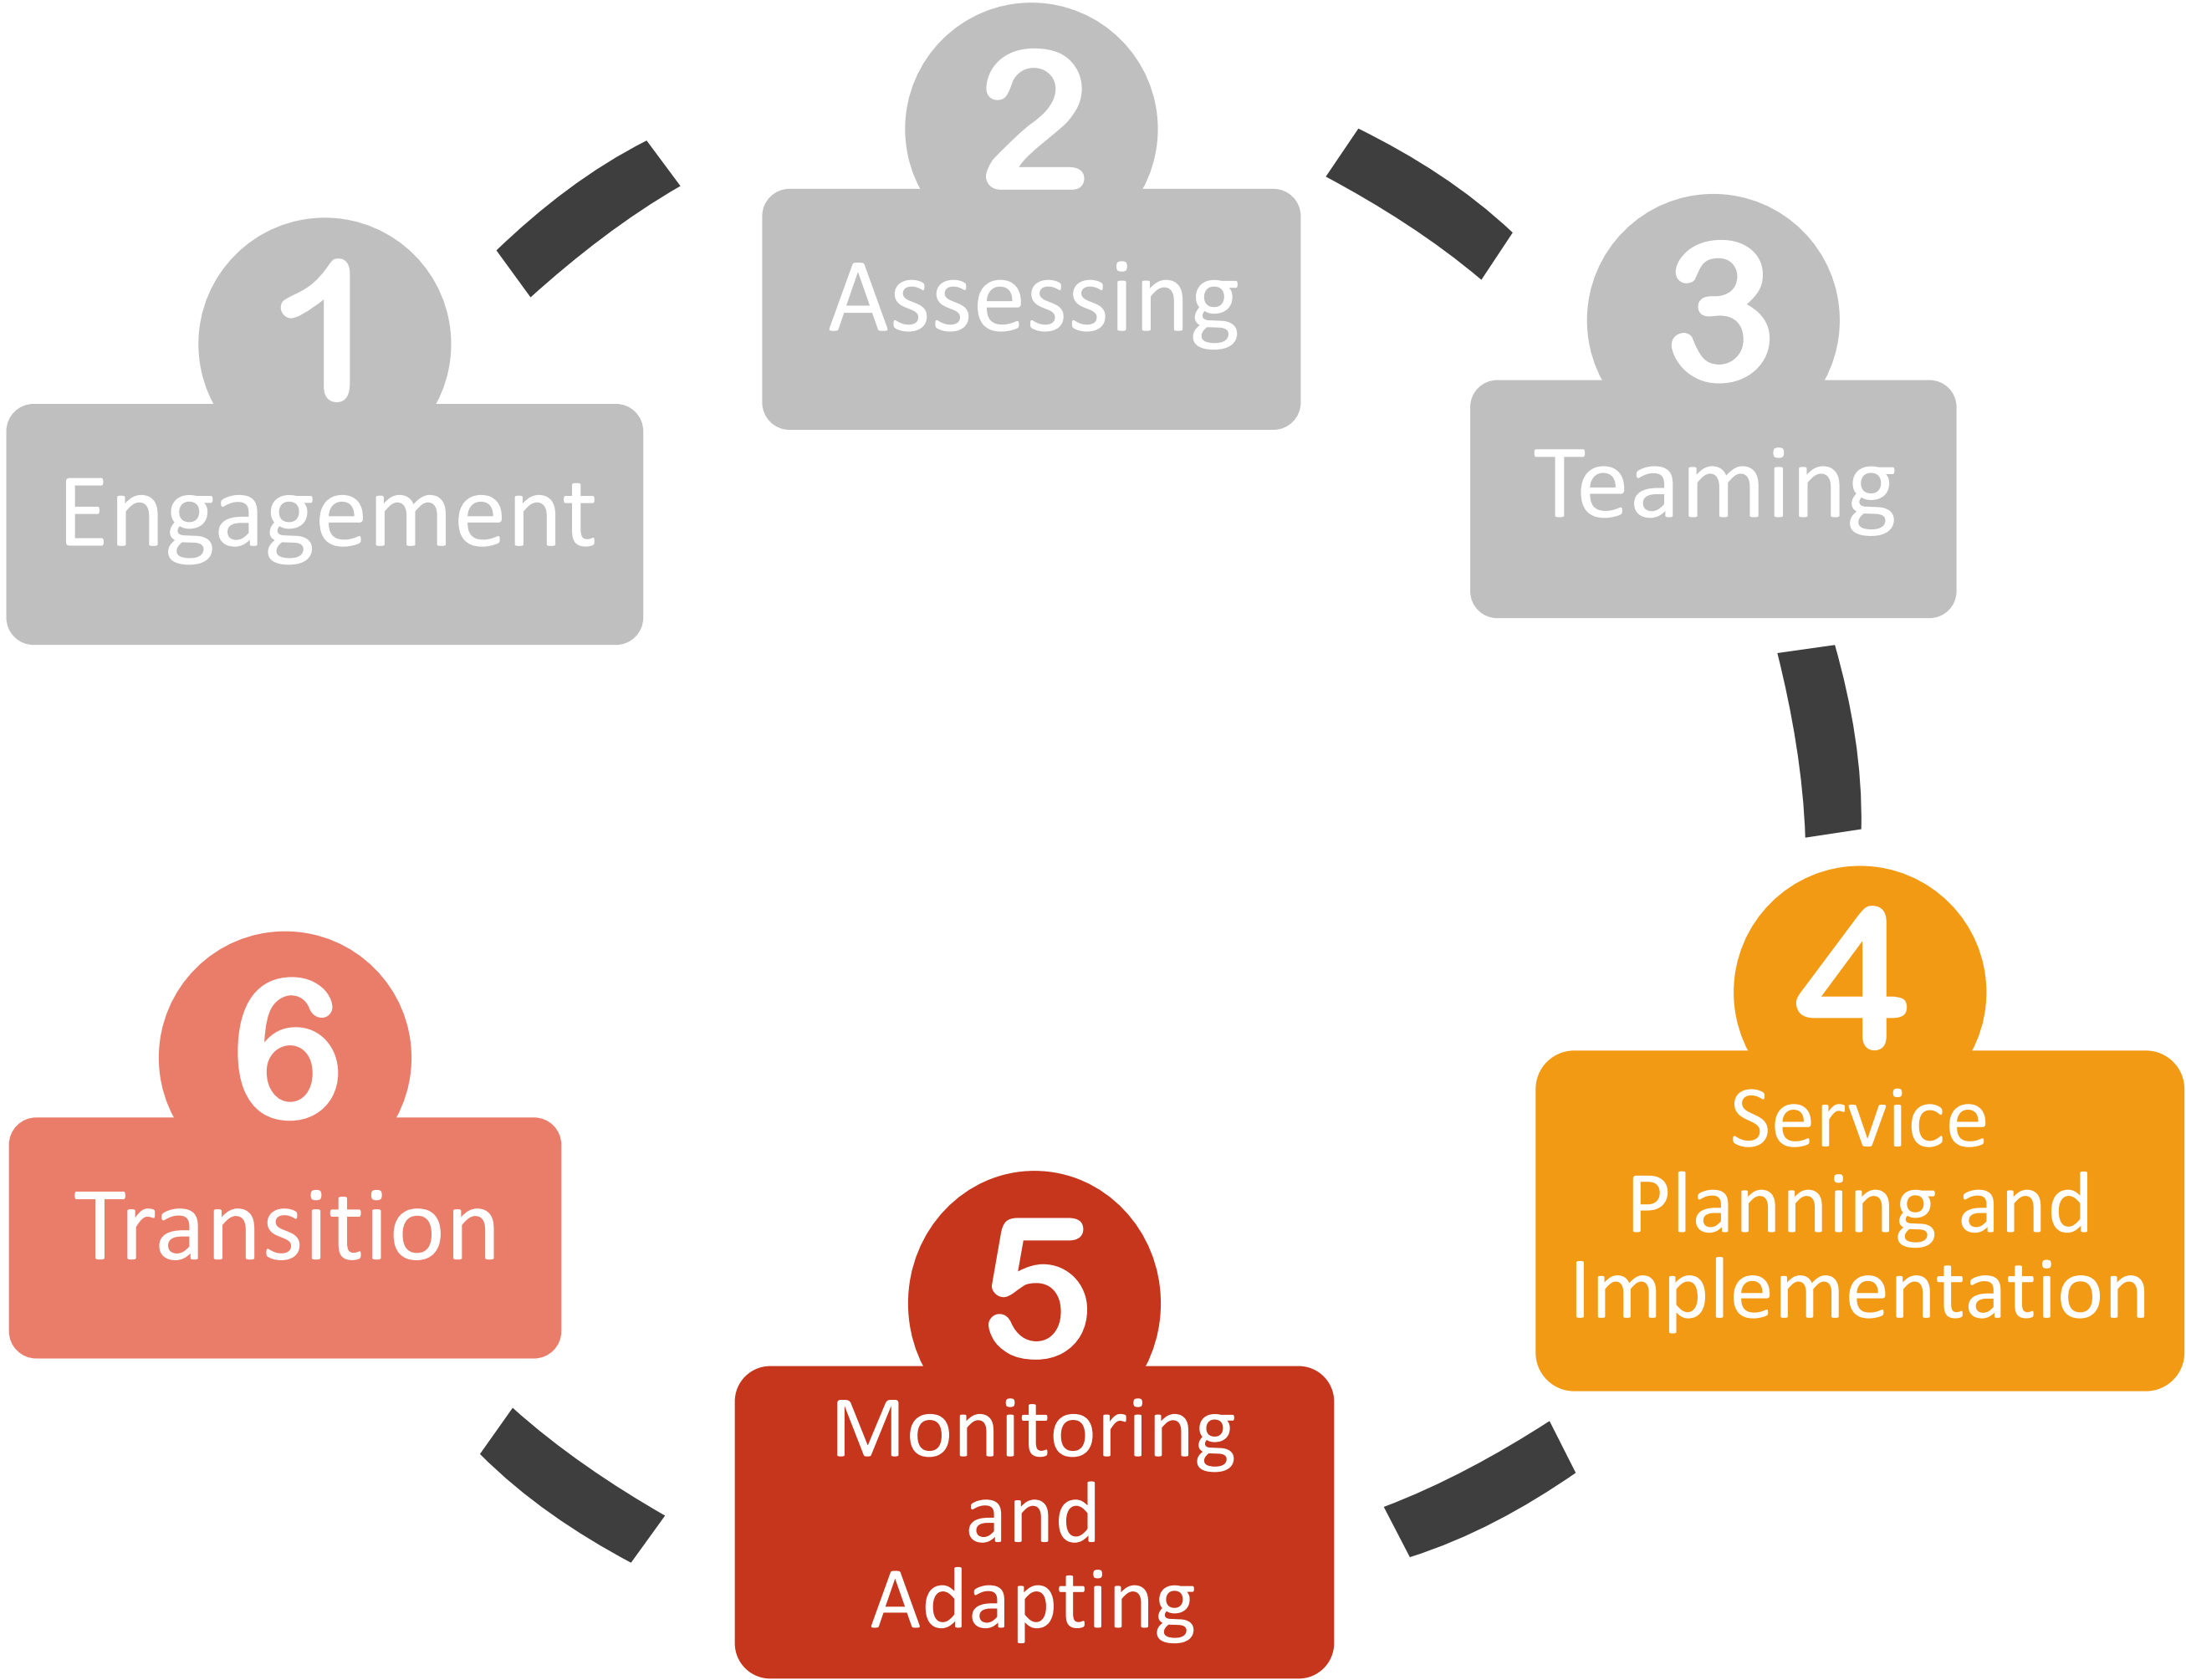 1
Engagement
2
Assessing
3
Teaming
4
Service
Planning and
Implementation
5
Monitoring
and
Adapting
6
Transition